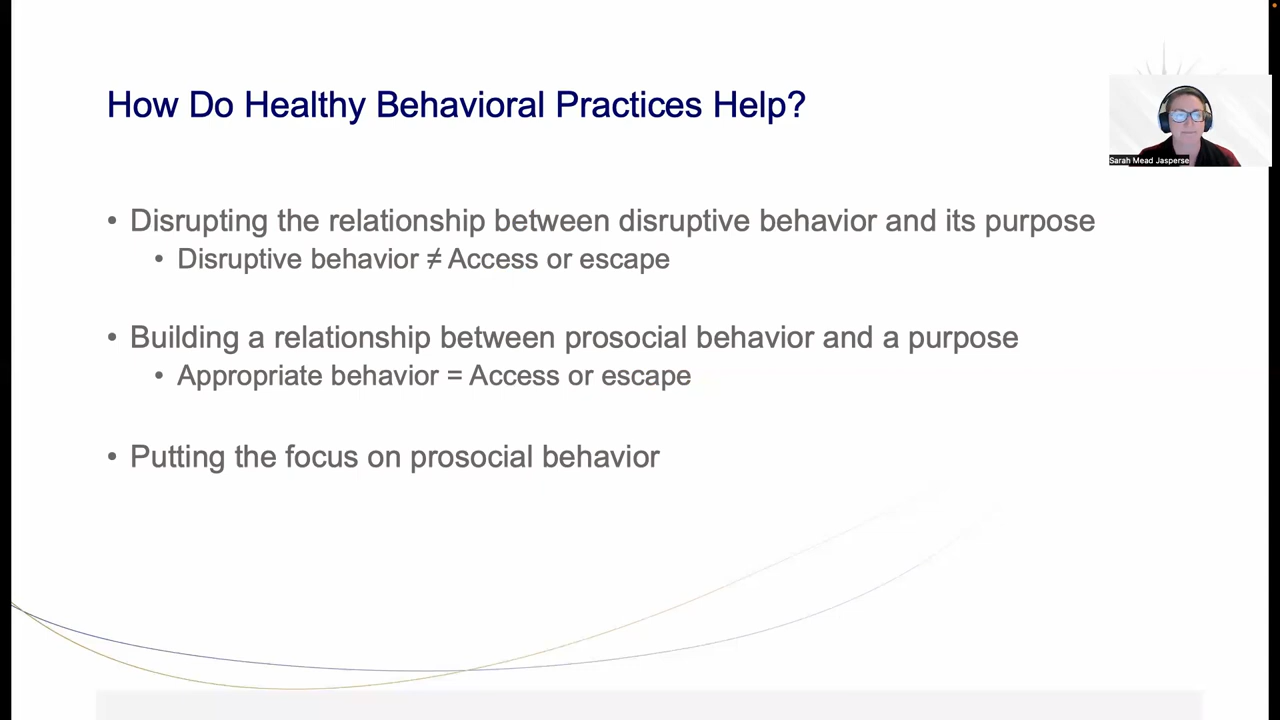 How Do Healthy Behavioral Practices Help?
Sarah Mead Jasperse
• Disrupting the relationship between disruptive behavior and its purpose
• Disruptive behavior ≠ Access or escape
• Building a relationship between prosocial behavior and a purpose
• Appropriate behavior = Access or escape
• Putting the focus on prosocial behavior